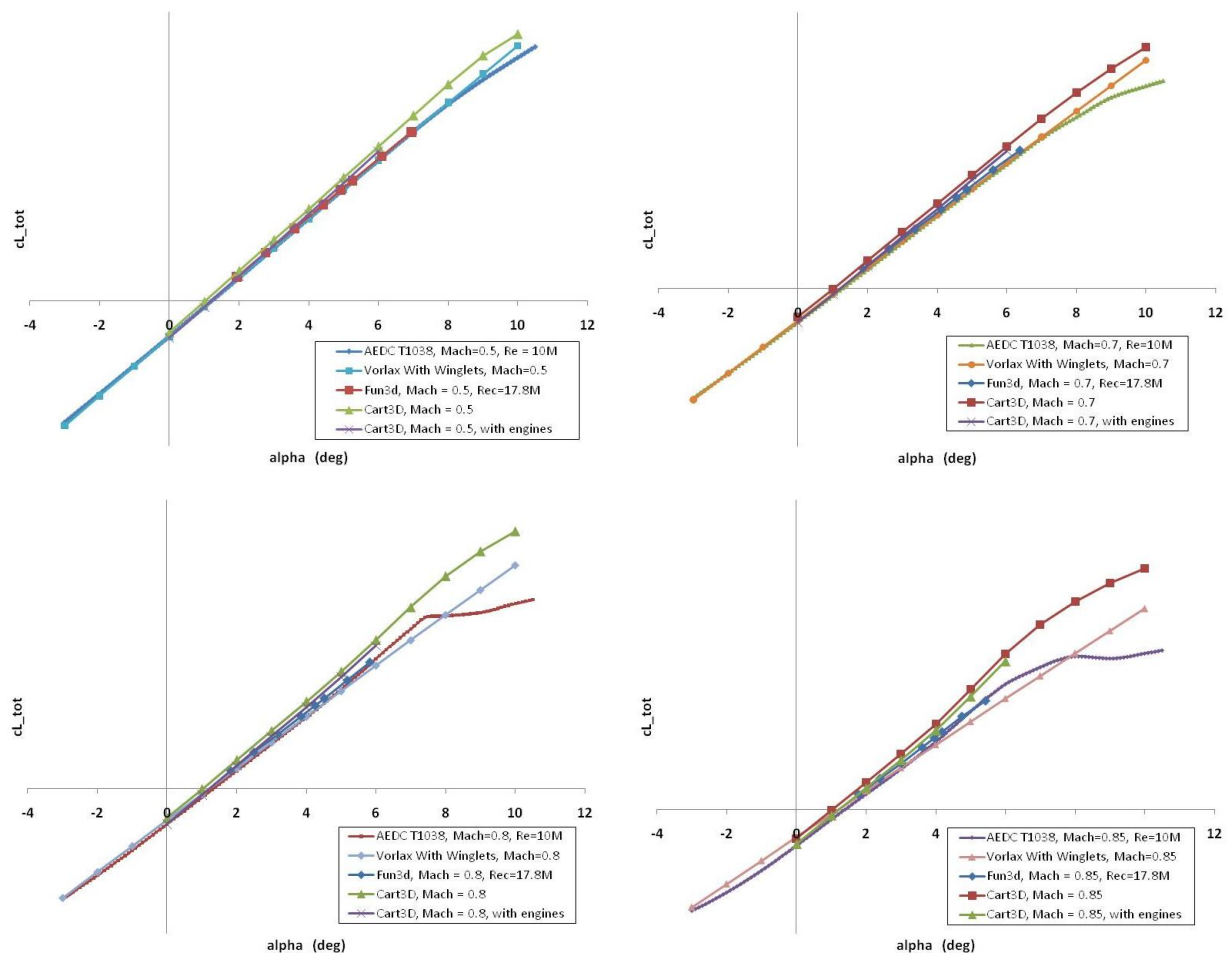 cL_tot
-4 -2 0 2 4 6 8 10 12
AEDC T1038, Mach=0.5, Re = 10M
Vorlax With Winglets, Mach=0.5
Fun3d, Mach = 0.5, Rec=17.8M
Cart3D, Mach = 0.5
Cart3D, Mach = 0.5, with engines
alpha (deg)
cL_tot
-4 -2 0 2 4 6 8 10 12
AEDC T1038, Mach=0.7, Re=10M
Vorlax With Winglets, Mach=0.7
Fun3d, Mach = 0.7, Rec=17.8M
Cart3D, Mach = 0.7
Cart3D, Mach = 0.7, with engines
alpha (deg)
cL_tot
-4 -2 0 2 4 6 8 10 12
AEDC T1038, Mach=0.8, Re=10M
Vorlax With Winglets, Mach=0.8
Fun3d, Mach = 0.8, Rec=17.8M
Cart3D, Mach = 0.8
Cart3D, Mach = 0.8, with engines
alpha (deg)
cL_tot
-4 -2 0 2 4 6 8 10 12
AEDC T1038, Mach=0.85, Re=10M
Vorlax With Winglets, Mach=0.85
Fun3d, Mach = 0.85, Rec=17.8M
Cart3D, Mach = 0.85
Cart3D, Mach = 0.85, with engines
alpha (deg)